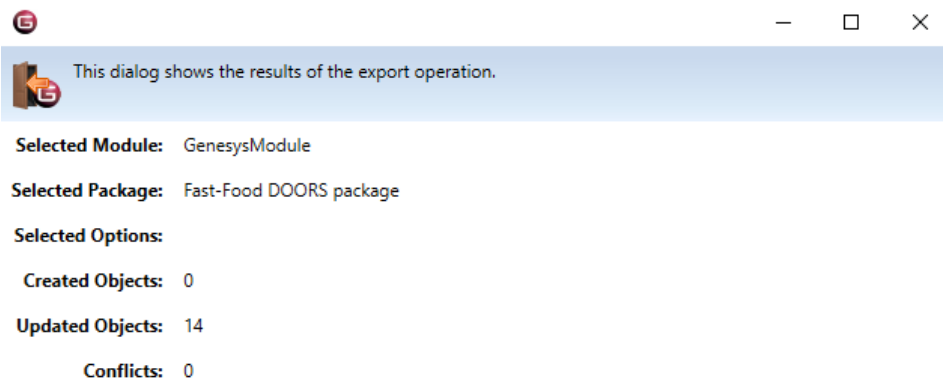 This dialog shows the results of the export operation.
Selected Module: GenesysModule
Selected Package: Fast-Food DOORS package
Selected Options:
Created Objects: 0
Updated Objects: 14
Conflicts: 0